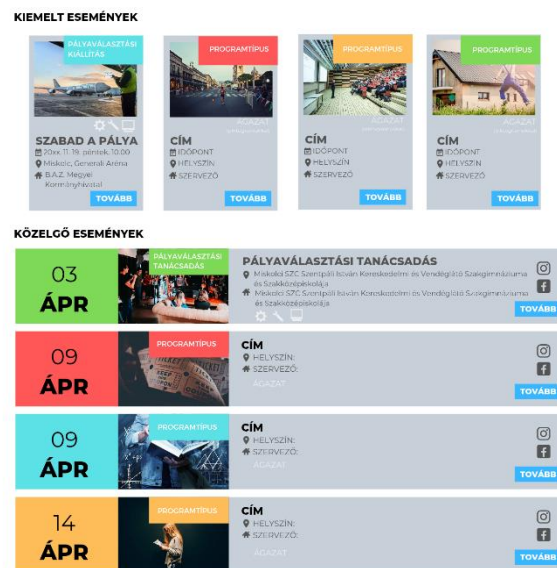 KIEMELT ESEMÉNYEK
PÁLYAVÁLASZTÁSI
KIÁLLÍTÁS
SZABAD A PÁLYA
20xx. 11. 19. péntek, 10.00
Miskolc, Generali Aréna
B.A.Z. Megyei
Kormányhivatal
TOVÁBB
PROGRAMTÍPUS
ÁGAZAT
CÍM
IDŐPONT
HELYSZÍN
SZERVEZŐ
TOVÁBB
PROGRAMTÍPUS
ÁGAZAT
CÍM
IDŐPONT
HELYSZÍN
SZERVEZŐ
TOVÁBB
PROGRAMTÍPUS
ÁGAZAT
CÍM
IDŐPONT
HELYSZÍN
SZERVEZŐ
TOVÁBB
KÖZELGŐ ESEMÉNYEK
03
ÁPR
PÁLYAVÁLASZTÁSI
TANÁCSADÁS
PÁLYAVÁLASZTÁSI TANÁCSADÁS
Miskolci SZC Szentpáli István Kereskedelmi és Vendéglátó Szakgimnáziuma
és Szakközépiskolája
Miskolci SZC Szentpáli István Kereskedelmi és Vendéglátó Szakgimnáziuma
és Szakközépiskolája
TOVÁBB
09
ÁPR
PROGRAMTÍPUS
CÍM
HELYSZÍN:
SZERVEZŐ:
ÁGAZAT
TOVÁBB
09
ÁPR
PROGRAMTÍPUS
CÍM
HELYSZÍN:
SZERVEZŐ:
ÁGAZAT
TOVÁBB
14
ÁPR
PROGRAMTÍPUS
CÍM
HELYSZÍN:
SZERVEZŐ:
ÁGAZAT
TOVÁBB